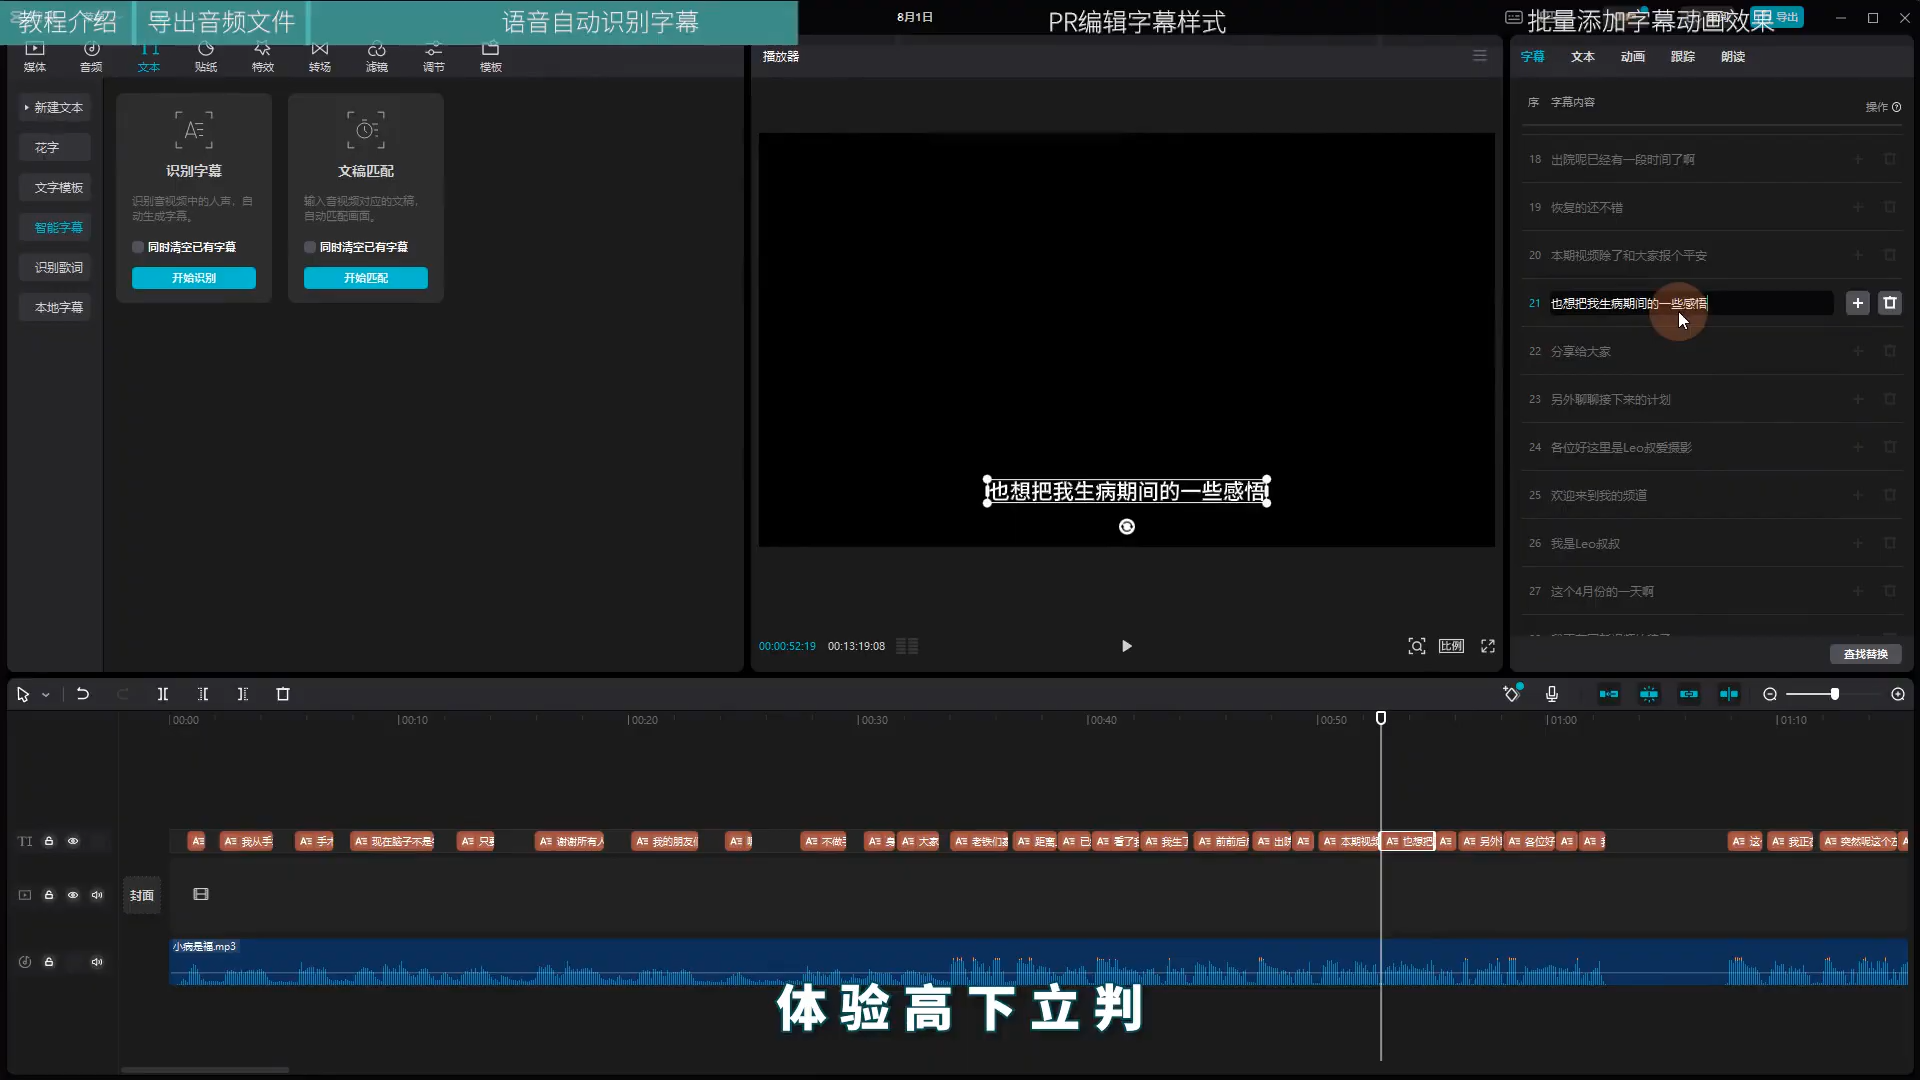 教程介绍
导出音频文件
语音自动识别字幕
8月1日
PR编辑字幕样式
批量添加字幕动画效果
导出
媒体
音频
文本
贴纸
特效
转场
滤镜
调节
模板
新建文本
花字
文字模板
智能字幕
识别歌词
本地字幕
识别字幕
识别音视频中的人声，自
动生成字幕。
同时清空已有字幕
开始识别
文稿匹配
输入音视频对应的文稿，
自动匹配画面。
同时清空已有字幕
开始匹配
播放器
也想把我生病期间的一些感悟
00:00:52:19
00:13:19:08
比例
字幕
文本
动画
跟踪
朗读
序
字幕内容
操作
18 出院呢已经有一段时间了啊
19 恢复的还不错
20 本期视频除了和大家报个平安
21 也想把我生病期间的一些感悟
22 分享给大家
23 另外聊聊接下来的计划
24 各位好这里是Leo叔爱摄影
25 欢迎来到我的频道
26 我是Leo叔叔
27 这个4月份的一天啊
查找替换
00:00
00:10
00:20
00:30
00:40
00:50
01:00
01:10
我从手
手
现在脑子不是
只
谢谢所有
我的朋友
不做
大家
老铁们
距离
已
看了
我生
前前后
出
本期视频
也想把
另外
各位好
我
这
我正
突然呢这个
封面
小病是福.mp3
体验高下立判